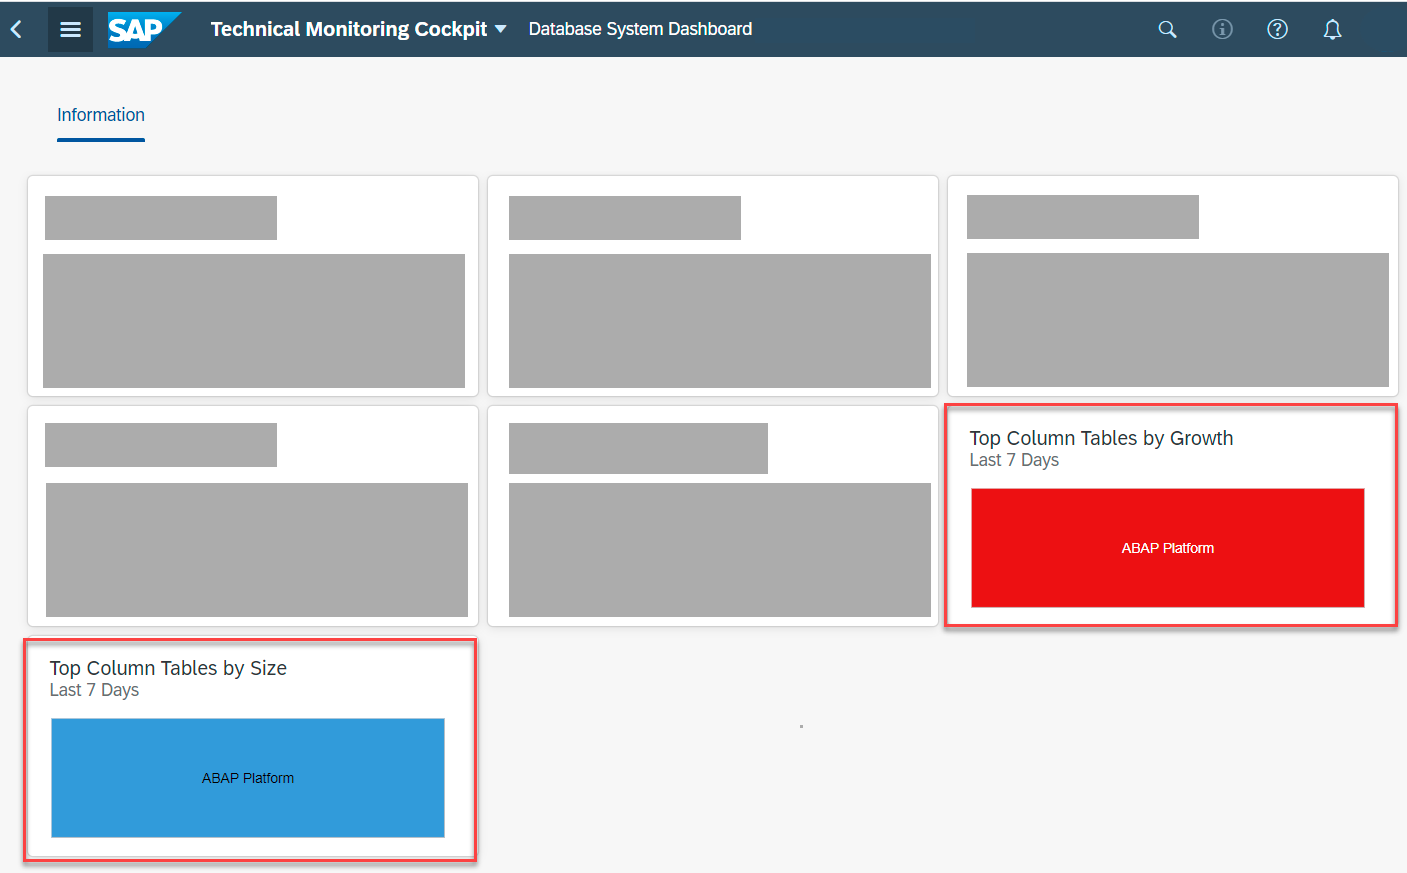 SAP Technical Monitoring Cockpit Database System Dashboard
Information
Top Column Tables by Growth
Last 7 Days
ABAP Platform
Top Column Tables by Size
Last 7 Days
ABAP Platform